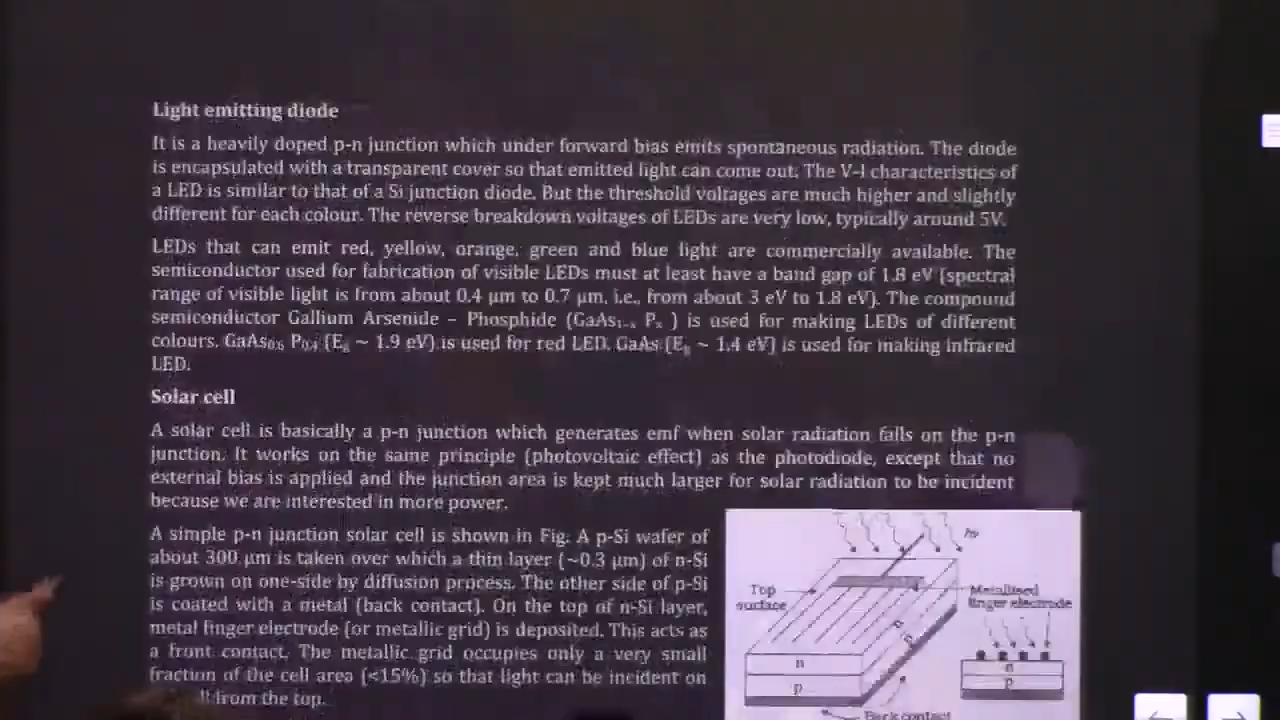 Light emitting diode
It is a heavily doped p-n junction which under forward bias emits spontaneous radiation. The diode
is encapsulated with a transparent cover so that emitted light can come out. The V-I characteristics of
a LED is similar to that of a Si junction diode. But the threshold voltages are much higher and slightly
different for each colour. The reverse breakdown voltages of LEDs are very low, typically around 5V.
LEDs that can emit red, yellow, orange, green and blue light are commercially available. The
semiconductor used for fabrication of visible LEDs must at least have a band gap of 1.8 eV (spectral
range of visible light is from about 0.4 µm to 0.7 µm, i.e., from about 3 eV to 1.8 eV). The compound
semiconductor Gallium Arsenide – Phosphide (GaAs₁₋ₓ Pₓ ) is used for making LEDs of different
colours. GaAs P₀.₄ (E ~ 1.9 eV) is used for red LED. GaAs (E ~ 1.4 eV) is used for making infrared
LED.
Solar cell
A solar cell is basically a p-n junction which generates emf when solar radiation falls on the p-n
junction. It works on the same principle (photovoltaic effect) as the photodiode, except that no
external bias is applied and the junction area is kept much larger for solar radiation to be incident
because we are interested in more power.
A simple p-n junction solar cell is shown in Fig. A p-Si wafer of
about 300 µm is taken over which a thin layer (~0.3 µm) of n-Si
is grown on one-side by diffusion process. The other side of p-Si
is coated with a metal (back contact). On the top of n-Si layer,
metal finger electrode (or metallic grid) is deposited. This acts as
a front contact. The metallic grid occupies only a very small
fraction of the cell area (<15%) so that light can be incident on
from the top.
hν
Top
surface
Metallised
finger electrode
n
p
n
p
n
p
Back contact